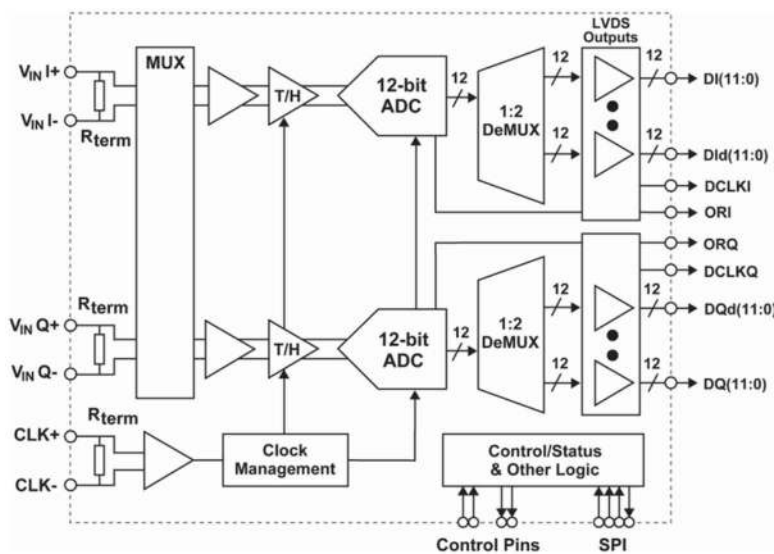 LVDS
Outputs
VIN I+
MUX
T/H
12-bit
ADC
12
1:2
DeMUX
12
12
DI(11:0)
VIN I-
Rterm
12
12
DId(11:0)
DCLKI
ORI
ORQ
DCLKQ
VIN Q+
Rterm
T/H
12-bit
ADC
12
1:2
DeMUX
12
12
DQd(11:0)
VIN Q-
12
12
DQ(11:0)
Rterm
CLK+
CLK-
Clock
Management
Control/Status
& Other Logic
Control Pins
SPI